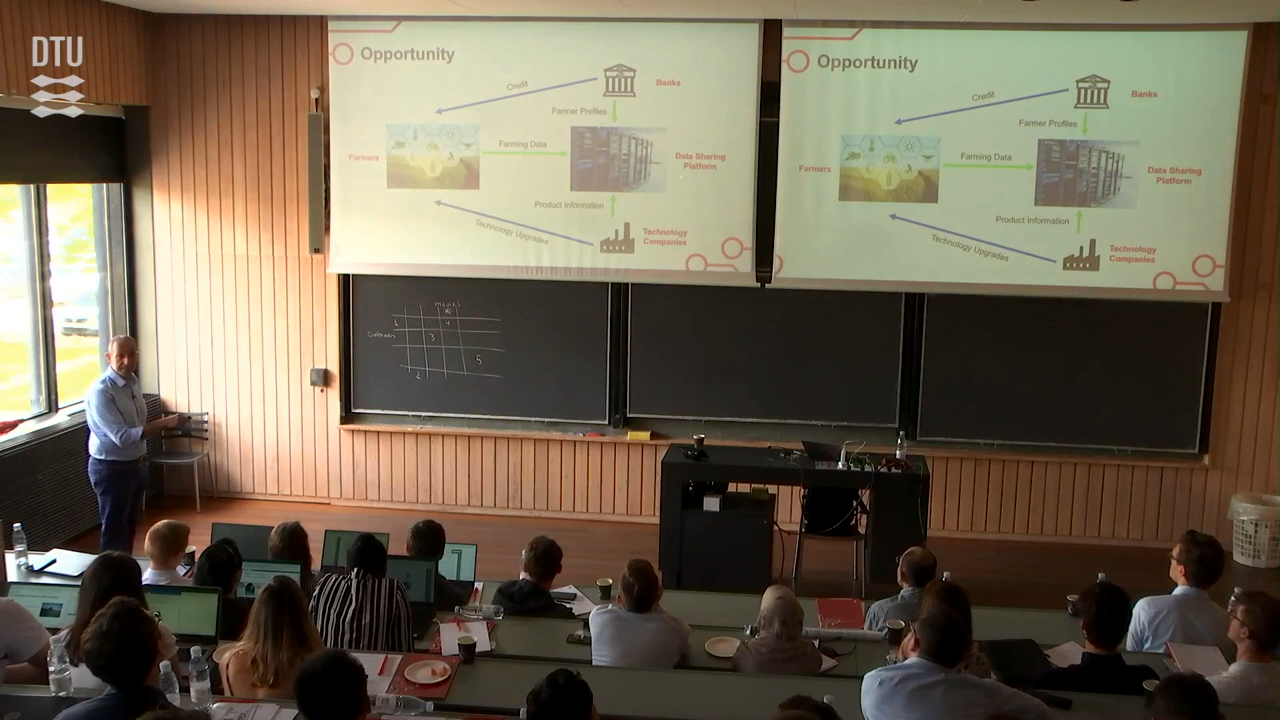 DTU
Opportunity
Credit
Banks
Farmer Profiles
Farmers
Farming Data
Data Sharing
Platform
Product Information
Technology Upgrades
Technology
Companies
Opportunity
Credit
Banks
Farmer Profiles
Farmers
Farming Data
Data Sharing
Platform
Product Information
Technology Upgrades
Technology
Companies
movies
1
4
Customers
3
5
2